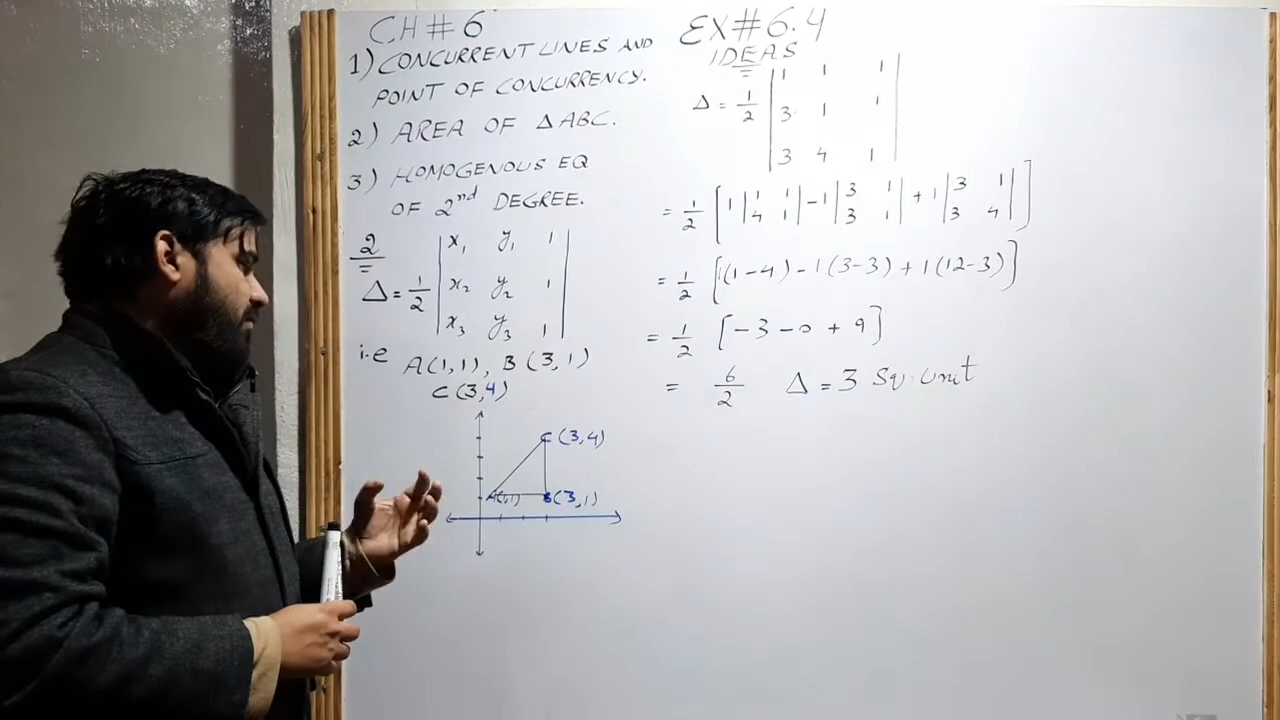 CH # 6
1) CONCURRENT LINES AND
POINT OF CONCURRENCY.
2) AREA OF Δ ABC.
3) HOMOGENOUS EQ
OF 2nd DEGREE.
2
Δ = 1/2 | x₁ y₁ 1 |
| x₂ y₂ 1 |
| x₃ y₃ 1 |
i.e A(1,1), B(3,1)
C(3,4)
C(3,4)
A(1,1) B(3,1)
EX # 6.4
IDEAS
Δ = 1/2 | 1 1 1 |
| 3 1 1 |
| 3 4 1 |
= 1/2 [ 1 | 1 1 ; 4 1 | - 1 | 3 1 ; 3 1 | + 1 | 3 1 ; 3 4 | ]
= 1/2 [ 1(1-4) - 1(3-3) + 1(12-3) ]
= 1/2 [ -3 - 0 + 9 ]
= 6/2 Δ = 3 Sq. unit